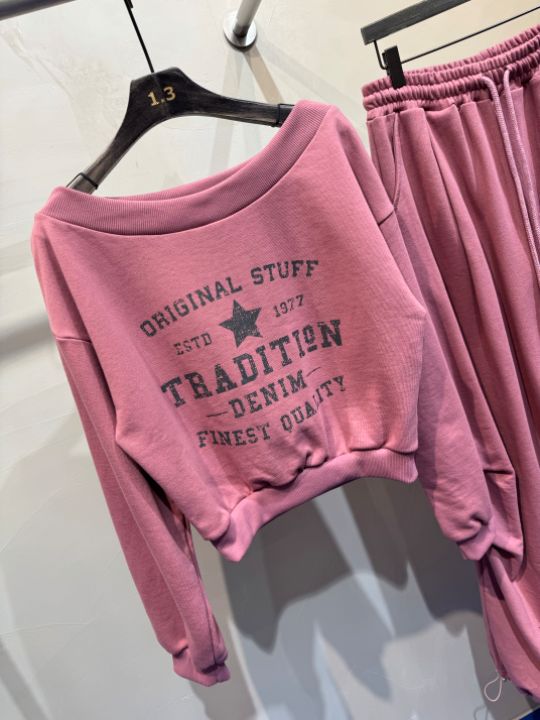 1.3
ORIGINAL STUFF
ESTD 1977
TRADITION
DENIM
FINEST QUALITY